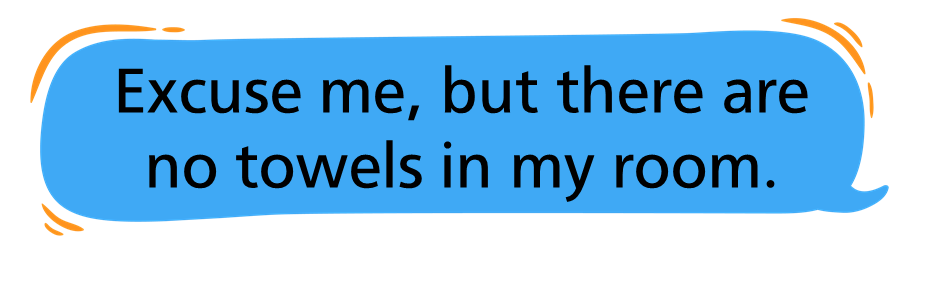 Excuse me, but there are
no towels in my room.